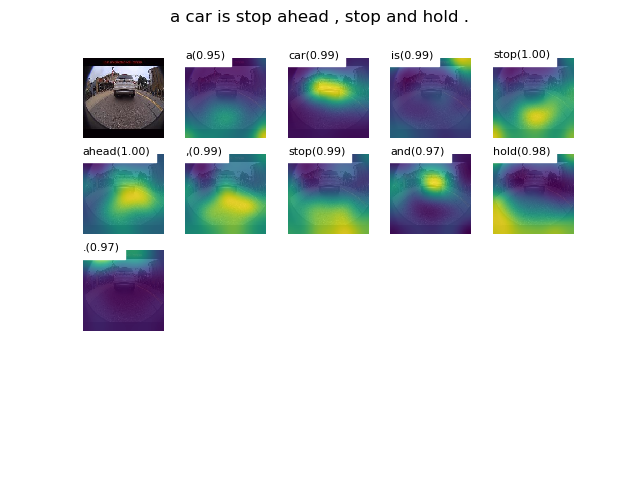 a car is stop ahead , stop and hold .
a(0.95) car(0.99) is(0.99) stop(1.00)
ahead(1.00) ,(0.99) stop(0.99) and(0.97) hold(0.98)
.(0.97)